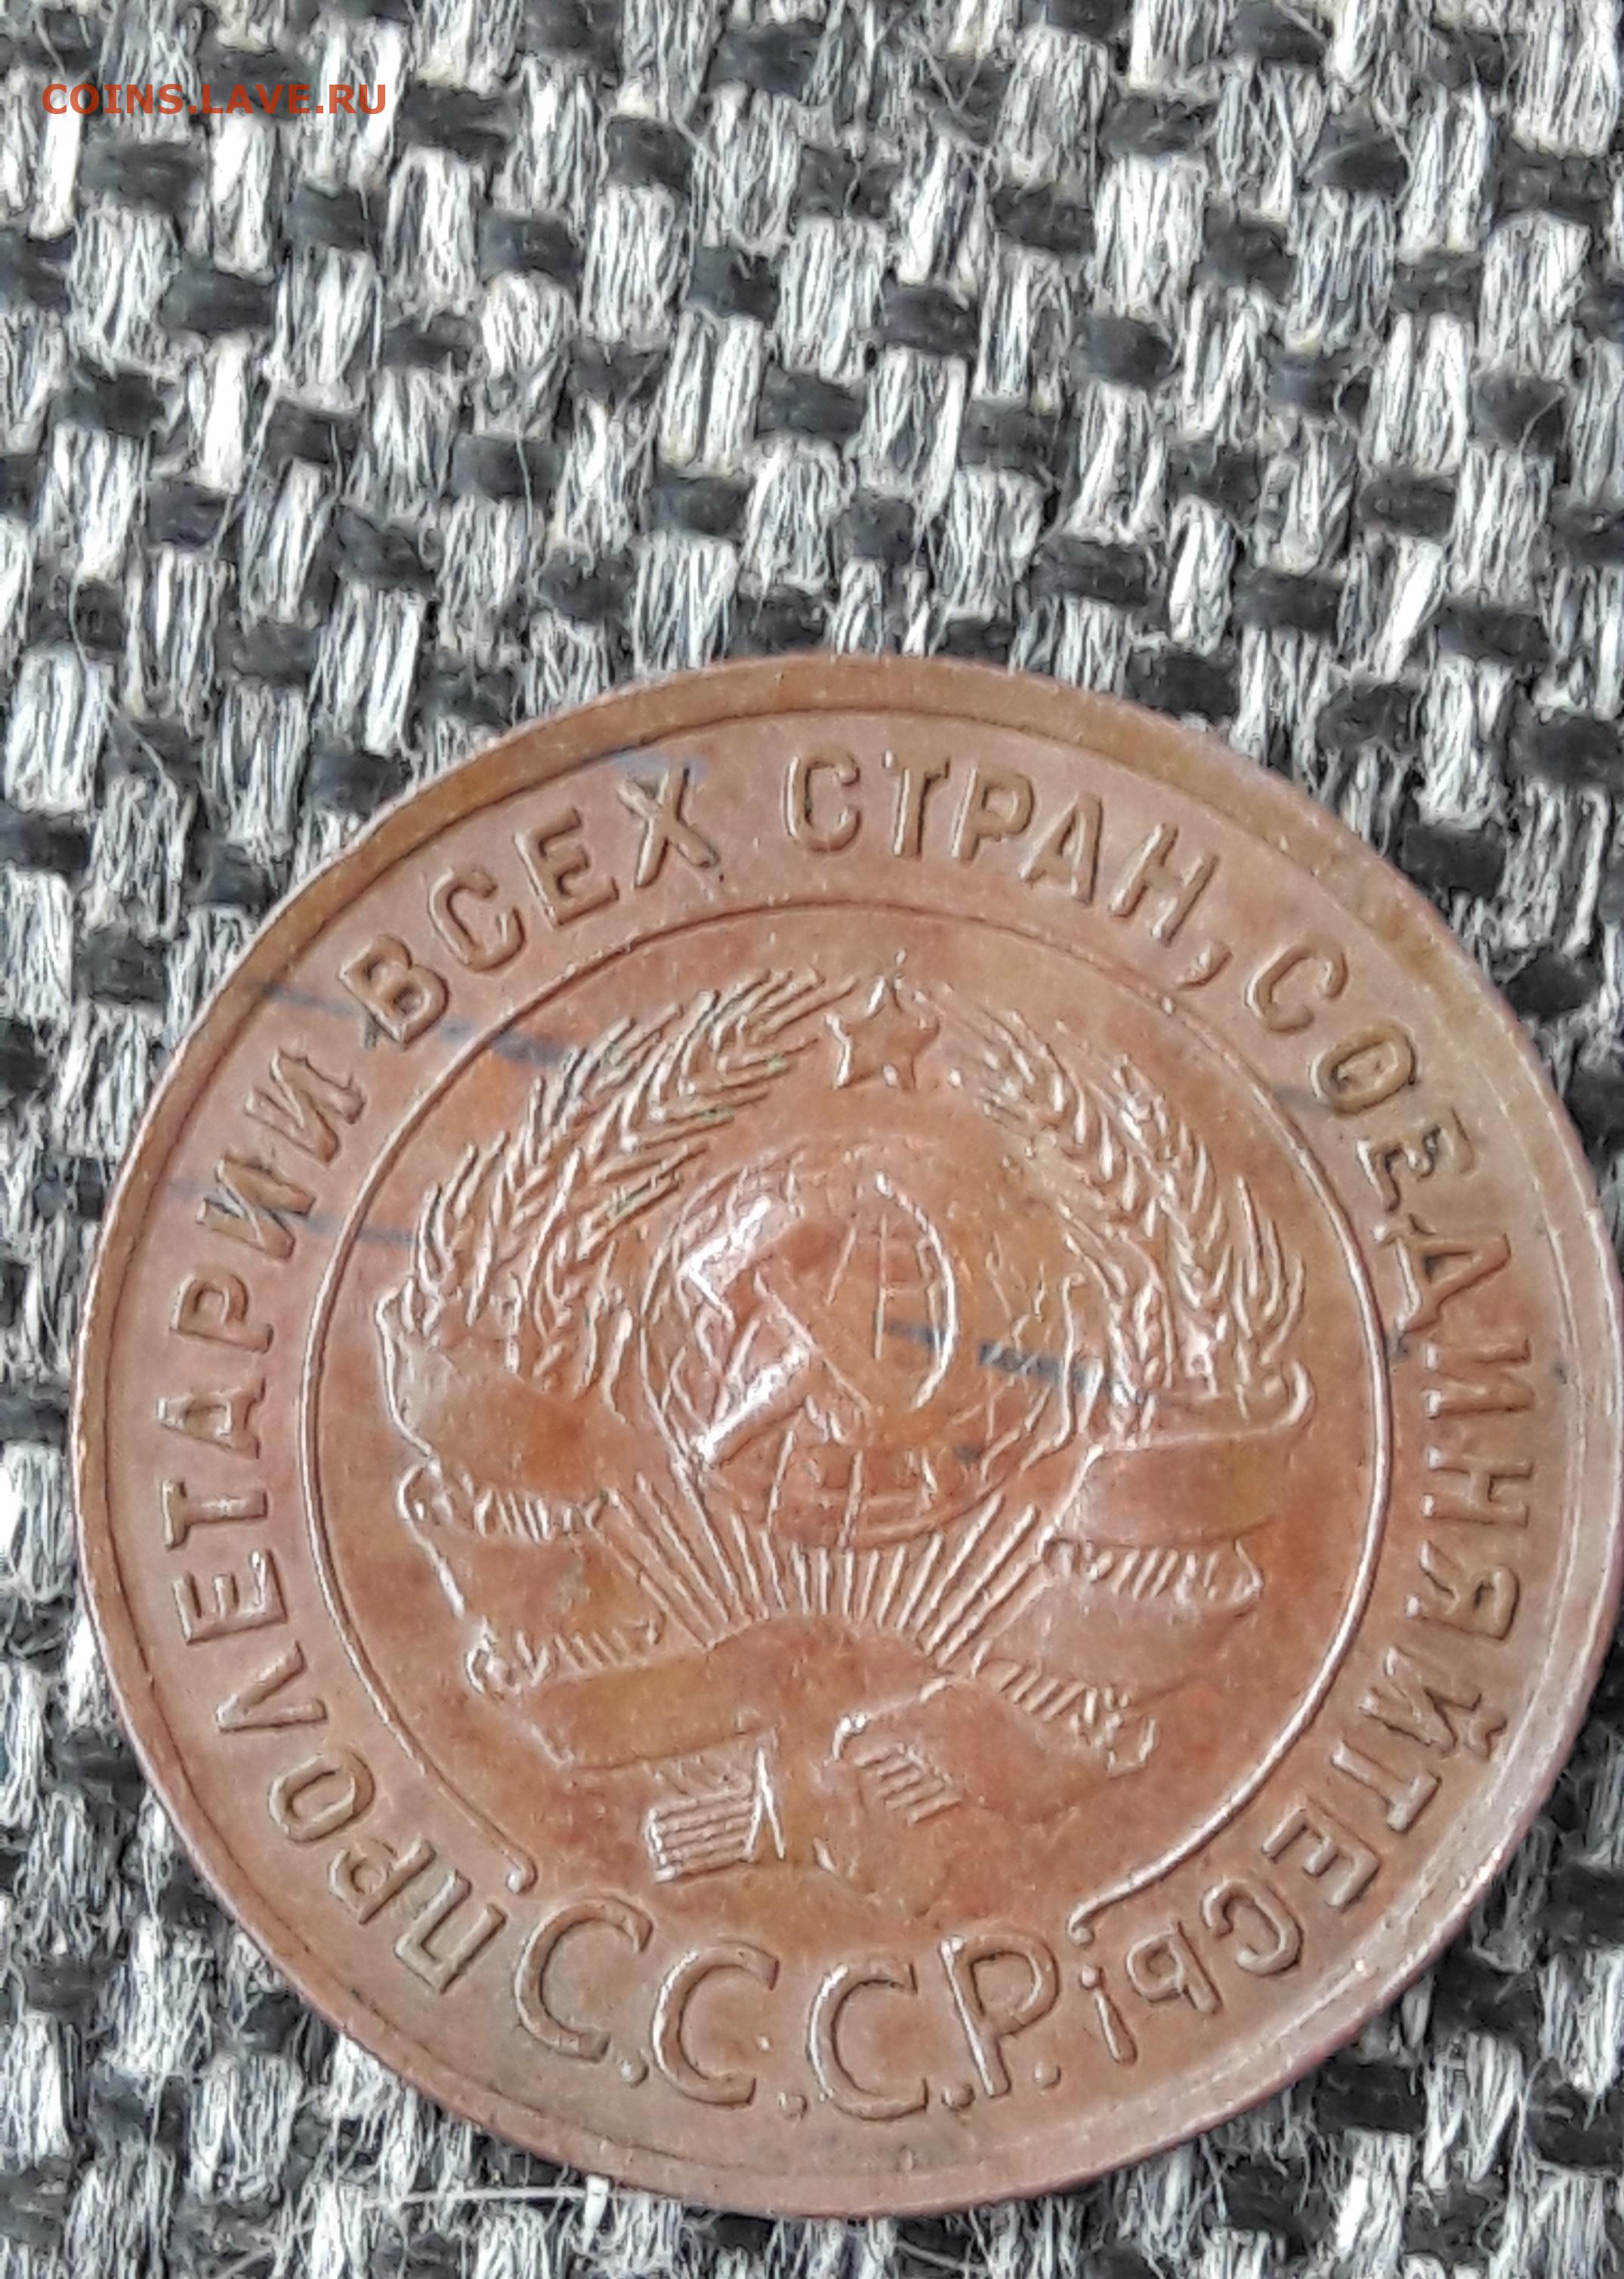 COINS.LAVE.RU
ПРОЛЕТАРИИ ВСЕХ СТРАН, СОЕДИНЯЙТЕСЬ!
С.С.С.Р.